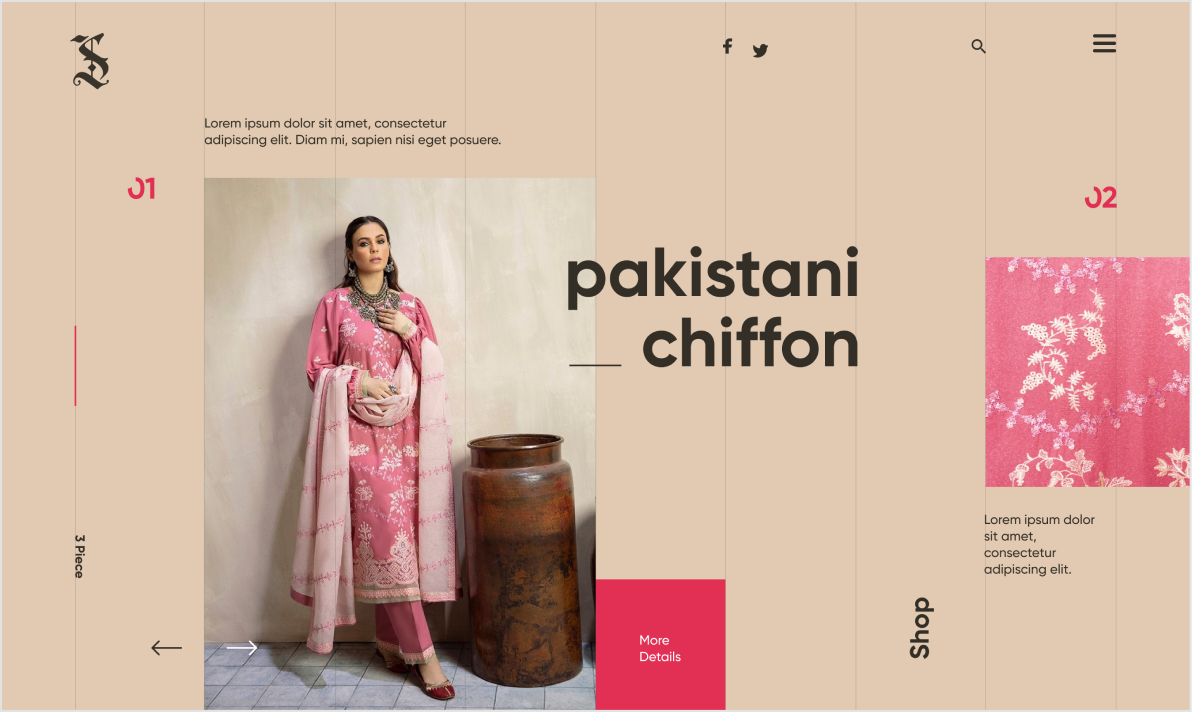 S
Lorem ipsum dolor sit amet, consectetur
adipiscing elit. Diam mi, sapien nisi eget posuere.
01
02
pakistani
chiffon
3 Piece
Lorem ipsum dolor
sit amet,
consectetur
adipiscing elit.
More
Details
Shop